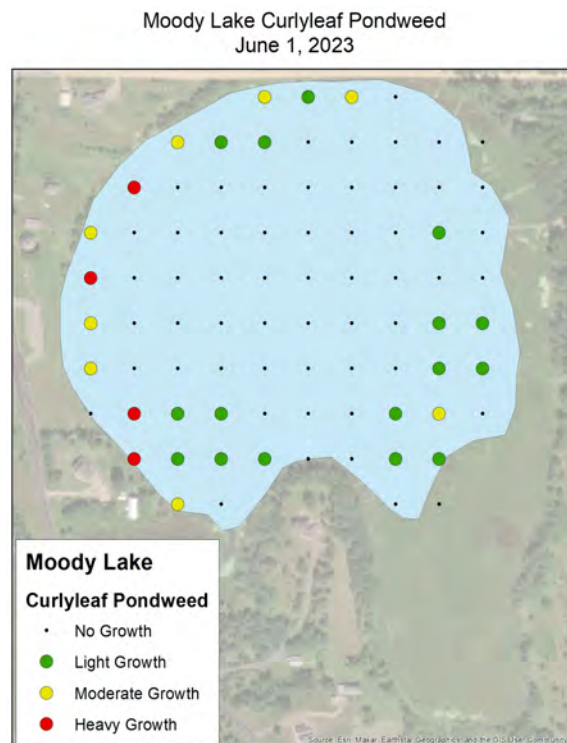 Moody Lake Curlyleaf Pondweed
June 1, 2023
Moody Lake
Curlyleaf Pondweed
No Growth
Light Growth
Moderate Growth
Heavy Growth
Source: Esri, Maxar, Earthstar Geographics, and the GIS User Community